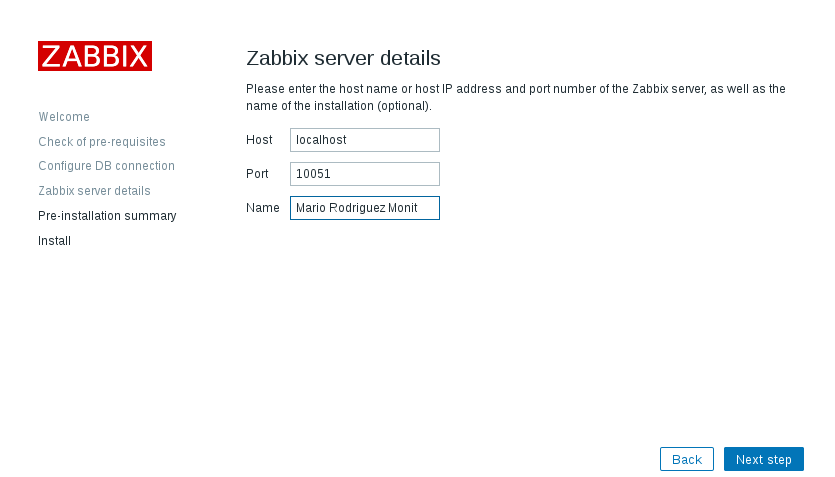 ZABBIX
Welcome
Check of pre-requisites
Configure DB connection
Zabbix server details
Pre-installation summary
Install
Zabbix server details
Please enter the host name or host IP address and port number of the Zabbix server, as well as the
name of the installation (optional).
Host localhost
Port 10051
Name Mario Rodriguez Monit
Back Next step